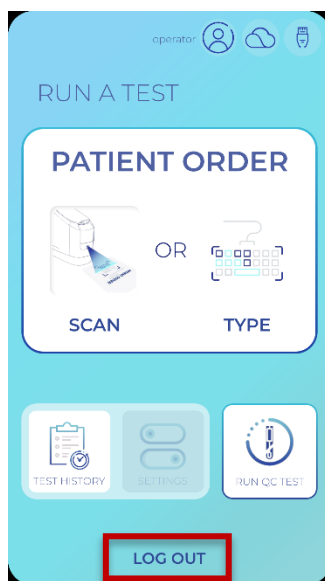 operator
RUN A TEST
PATIENT ORDER
OR
SCAN
TYPE
TEST HISTORY
SETTINGS
RUN QC TEST
LOG OUT